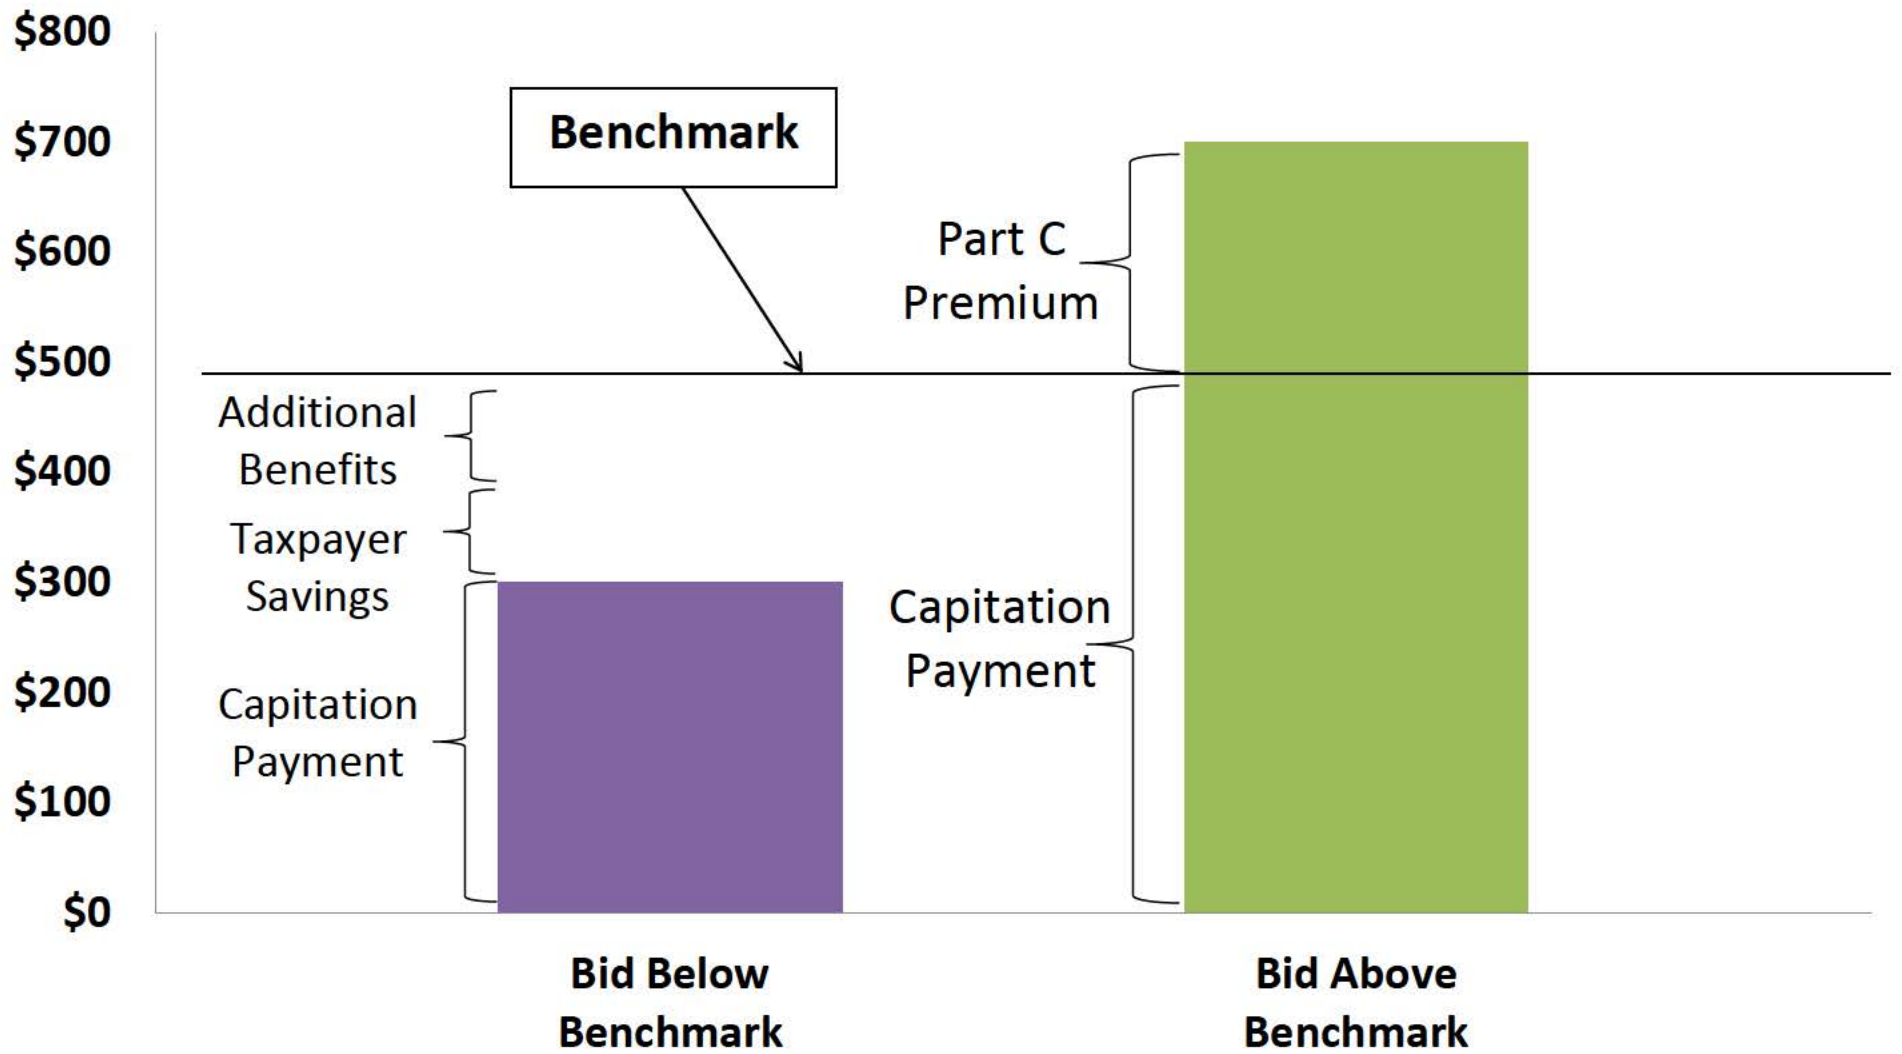 $800
$700
$600
$500
$400
$300
$200
$100
$0
Benchmark
Additional
Benefits
Taxpayer
Savings
Capitation
Payment
Part C
Premium
Capitation
Payment
Bid Below
Benchmark
Bid Above
Benchmark